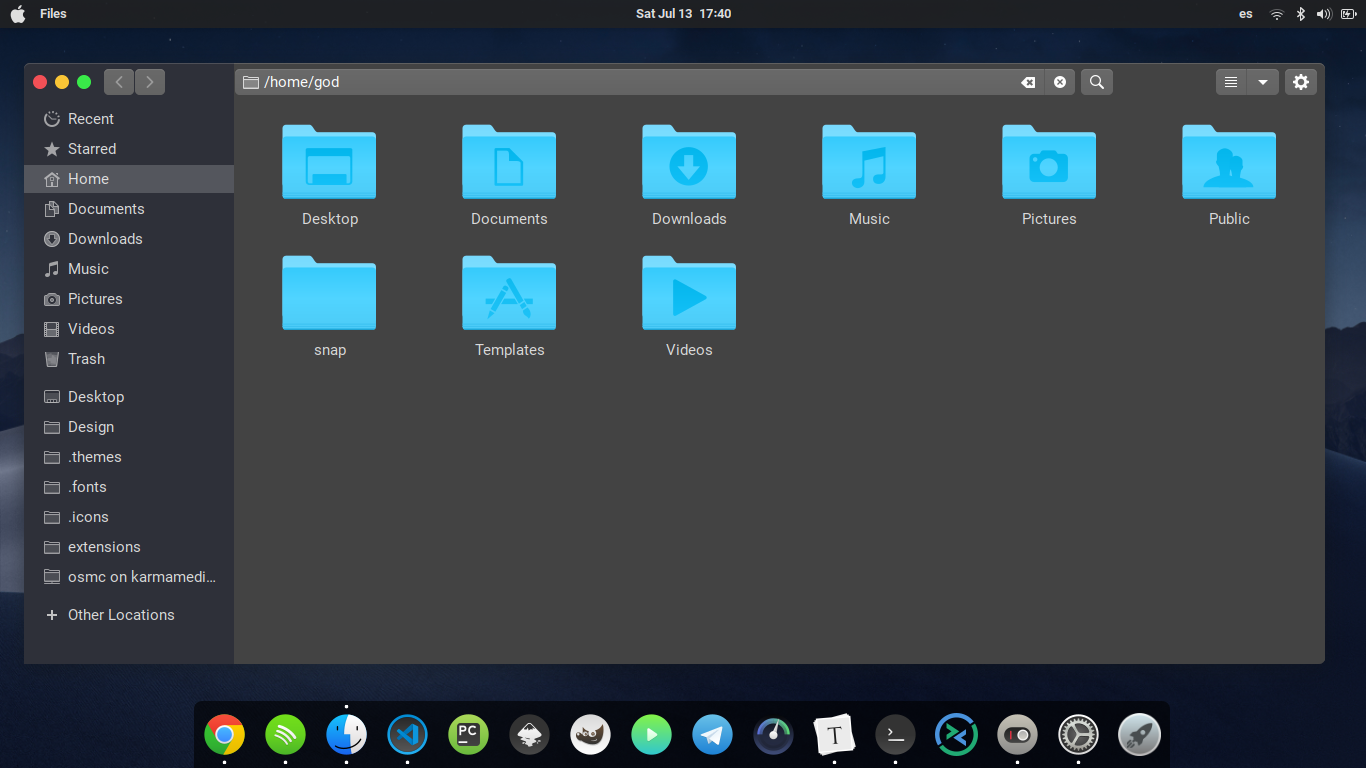 Files
Sat Jul 13 17:40
es
/home/god
Recent
Starred
Home
Documents
Downloads
Music
Pictures
Videos
Trash
Desktop
Design
.themes
.fonts
.icons
extensions
osmc on karmamedi...
Other Locations
Desktop
Documents
Downloads
Music
Pictures
Public
snap
Templates
Videos
PC
T